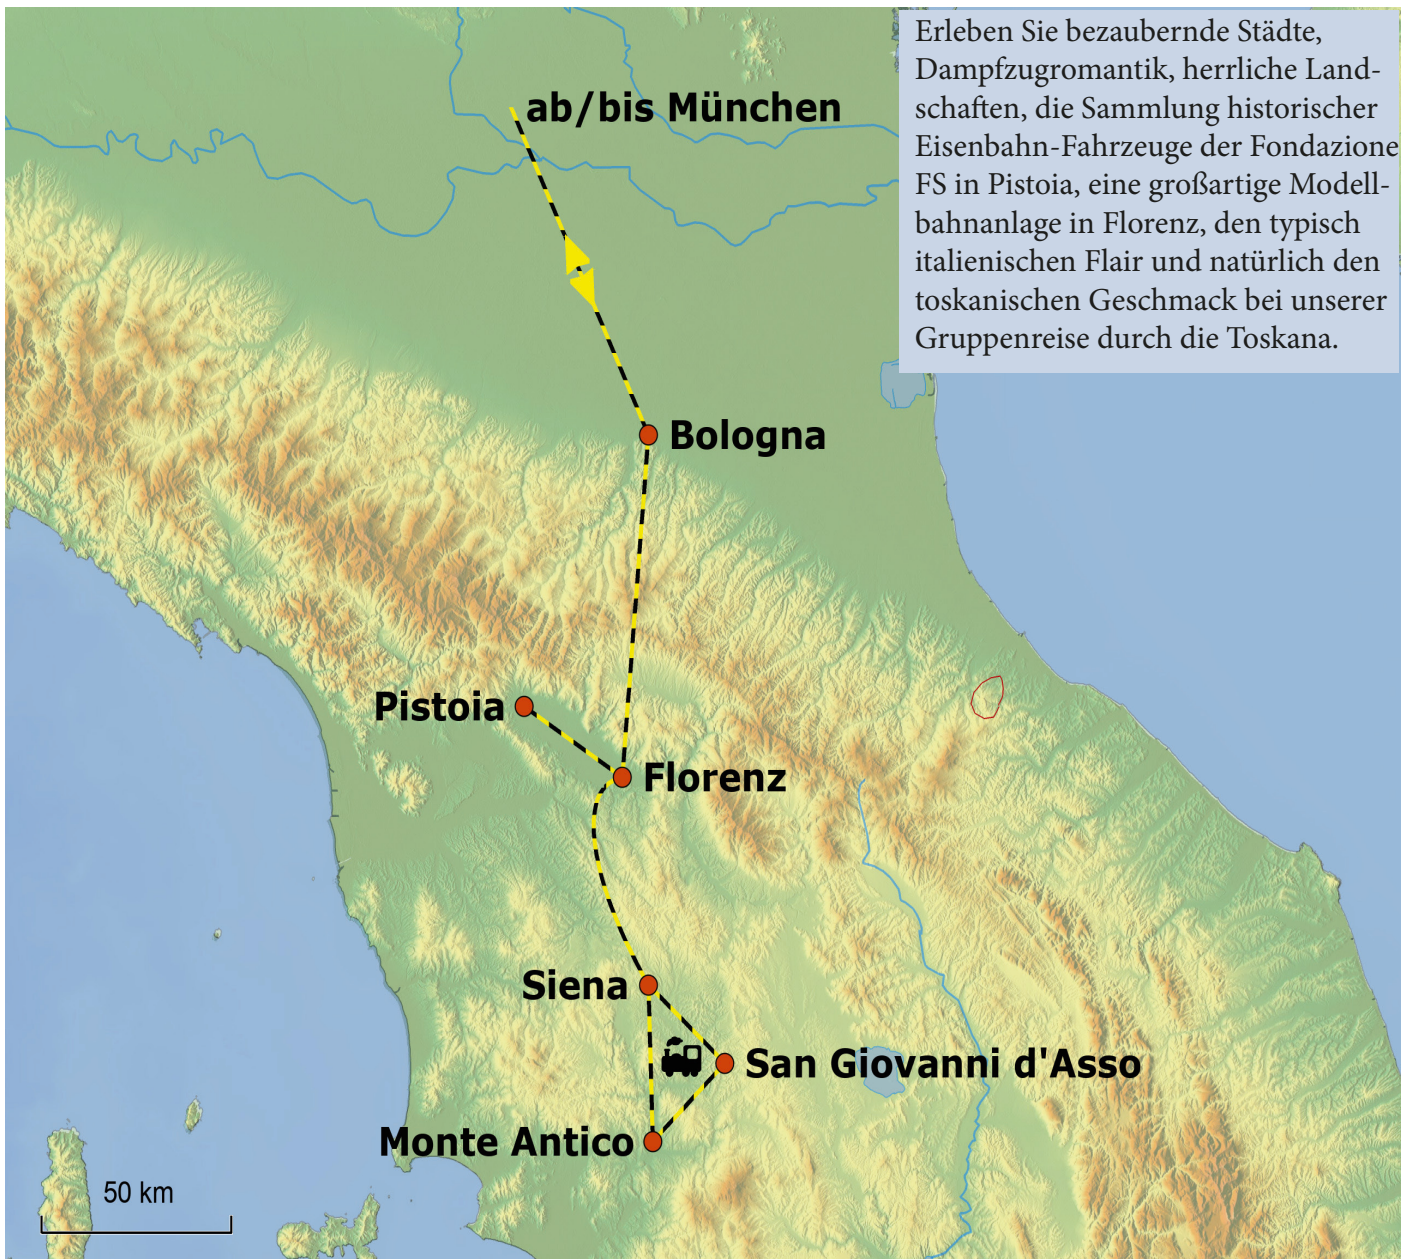 Erleben Sie bezaubernde Städte,
Dampfzugromantik, herrliche Land-
schaften, die Sammlung historischer
Eisenbahn-Fahrzeuge der Fondazione
FS in Pistoia, eine großartige Modell-
bahnanlage in Florenz, den typisch
italienischen Flair und natürlich den
toskanischen Geschmack bei unserer
Gruppenreise durch die Toskana.
ab/bis München
Bologna
Pistoia
Florenz
Siena
San Giovanni d'Asso
Monte Antico
50 km